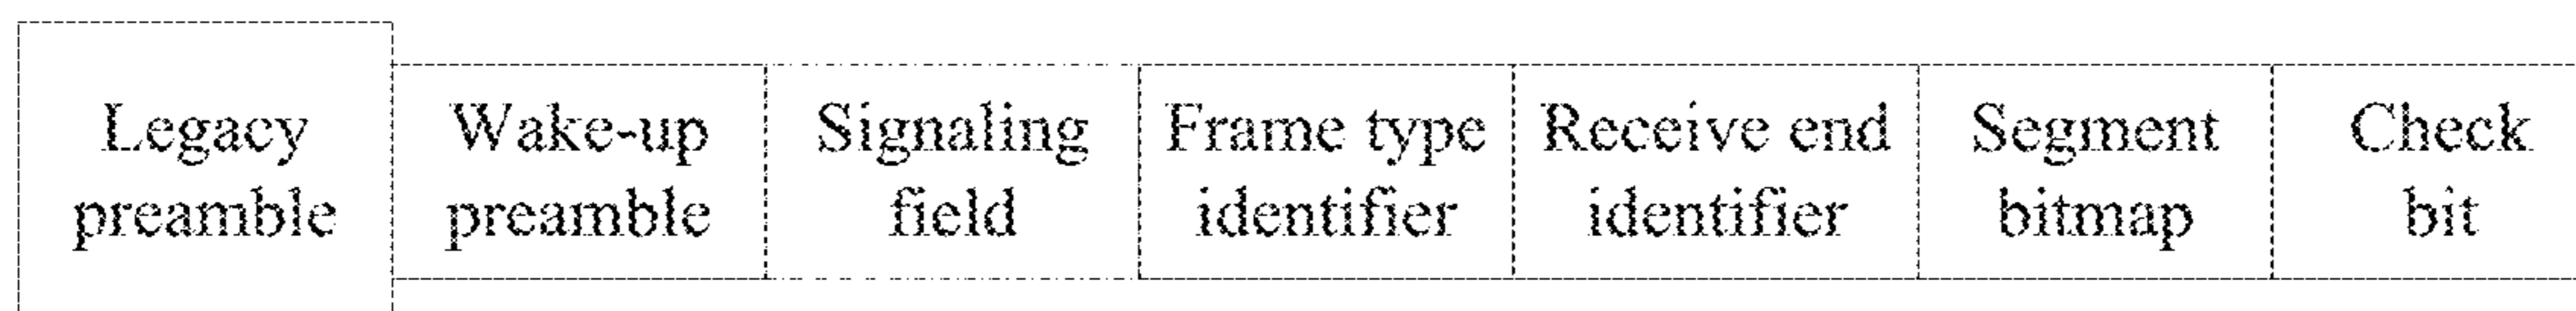 Legacy
preamble
Wake-up
preamble
Signaling
field
Frame type
identifier
Receive end
identifier
Segment
bitmap
Check
bit